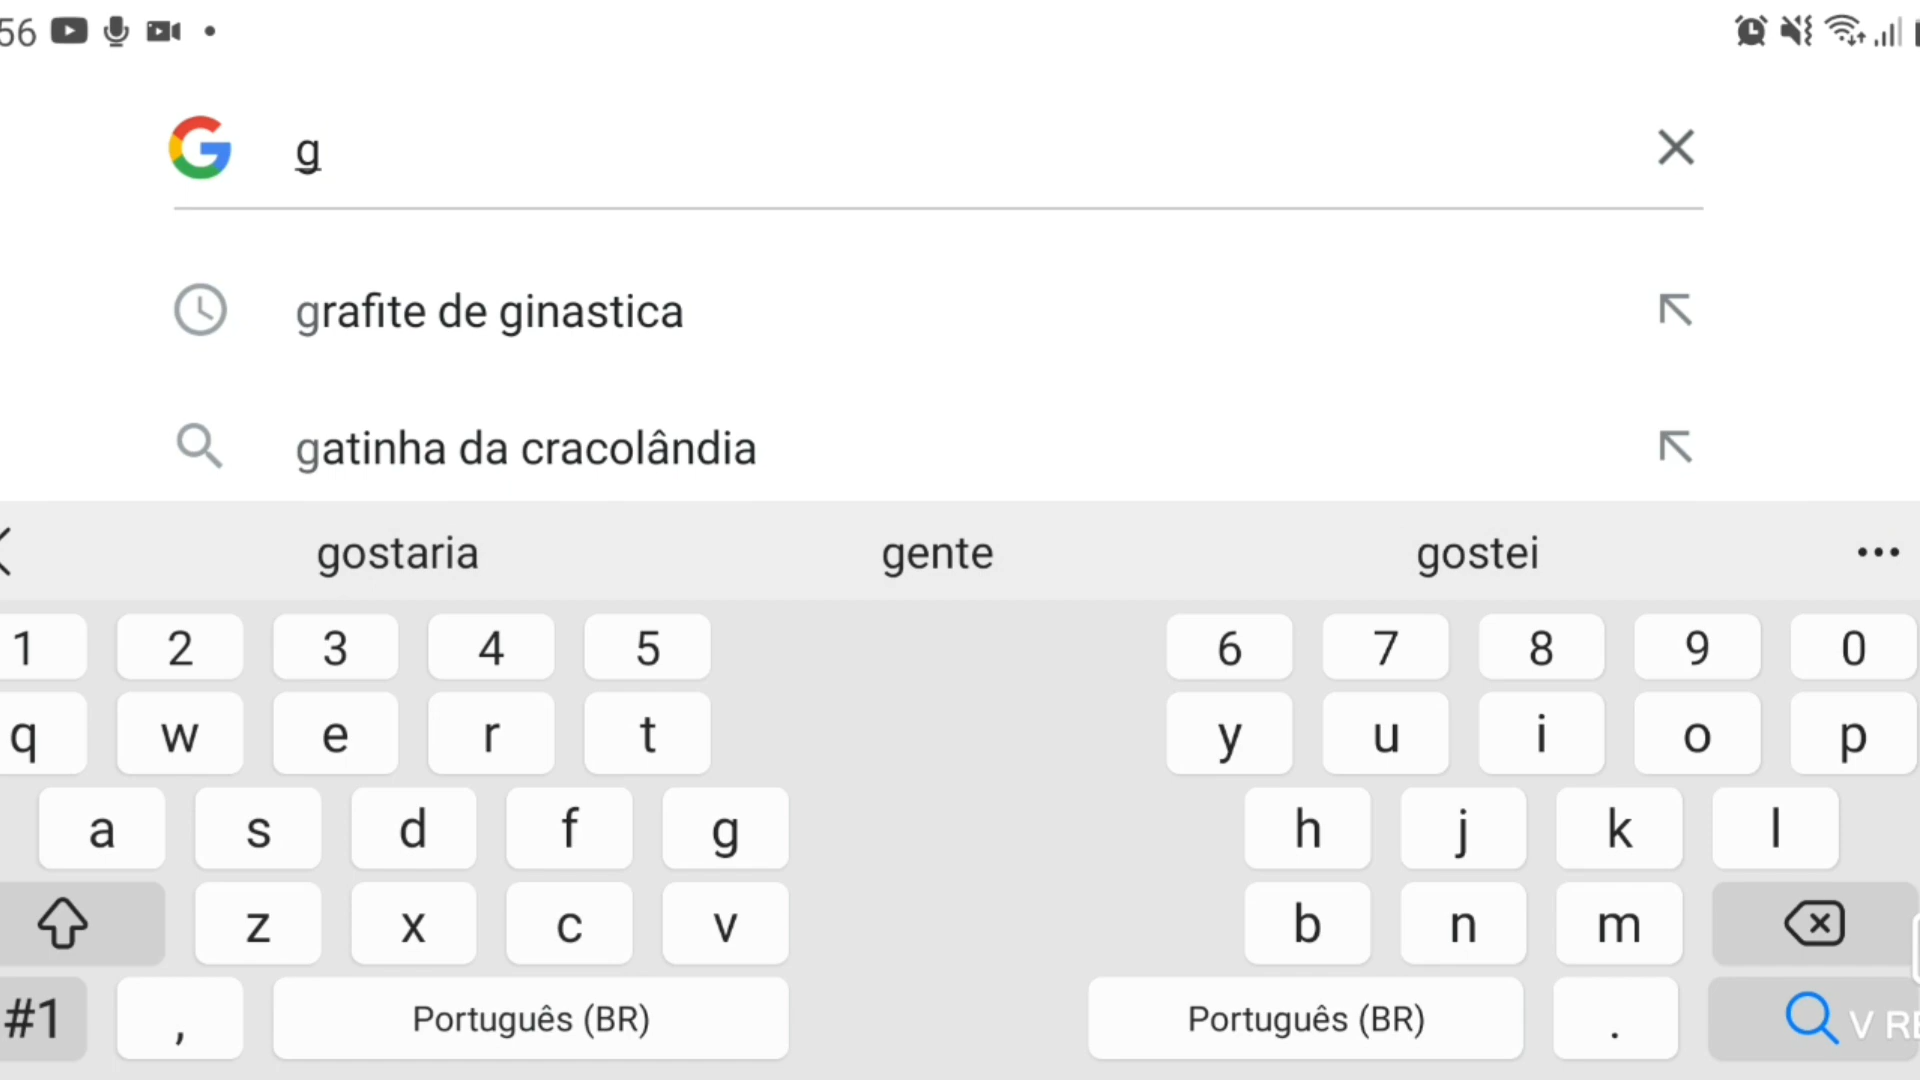 56
g
grafite de ginastica
gatinha da cracolândia
gostaria gente gostei
1 2 3 4 5 6 7 8 9 0
q w e r t y u i o p
a s d f g h j k l
z x c v b n m
#1 , Português (BR) Português (BR) . V RE